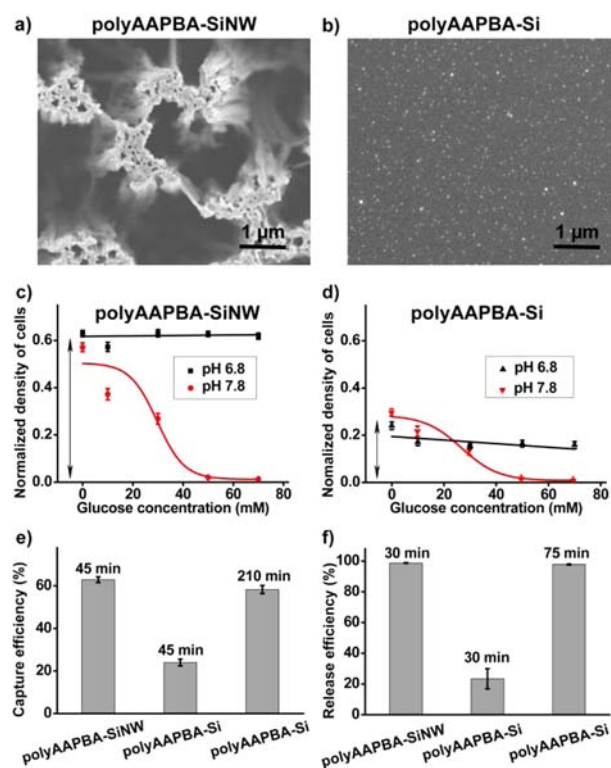 a) polyAAPBA-SiNW
b) polyAAPBA-Si
1 μm
1 μm
c) polyAAPBA-SiNW
Normalized density of cells
0.6
0.4
0.2
0.0
pH 6.8
pH 7.8
0 20 40 60 80
Glucose concentration (mM)
d) polyAAPBA-Si
Normalized density of cells
0.6
0.4
0.2
0.0
pH 6.8
pH 7.8
0 20 40 60 80
Glucose concentration (mM)
e)
Capture efficiency (%)
60
40
20
0
45 min
45 min
210 min
polyAAPBA-SiNW
polyAAPBA-Si
polyAAPBA-Si
f)
Release efficiency (%)
100
80
60
40
20
0
30 min
30 min
75 min
polyAAPBA-SiNW
polyAAPBA-Si
polyAAPBA-Si